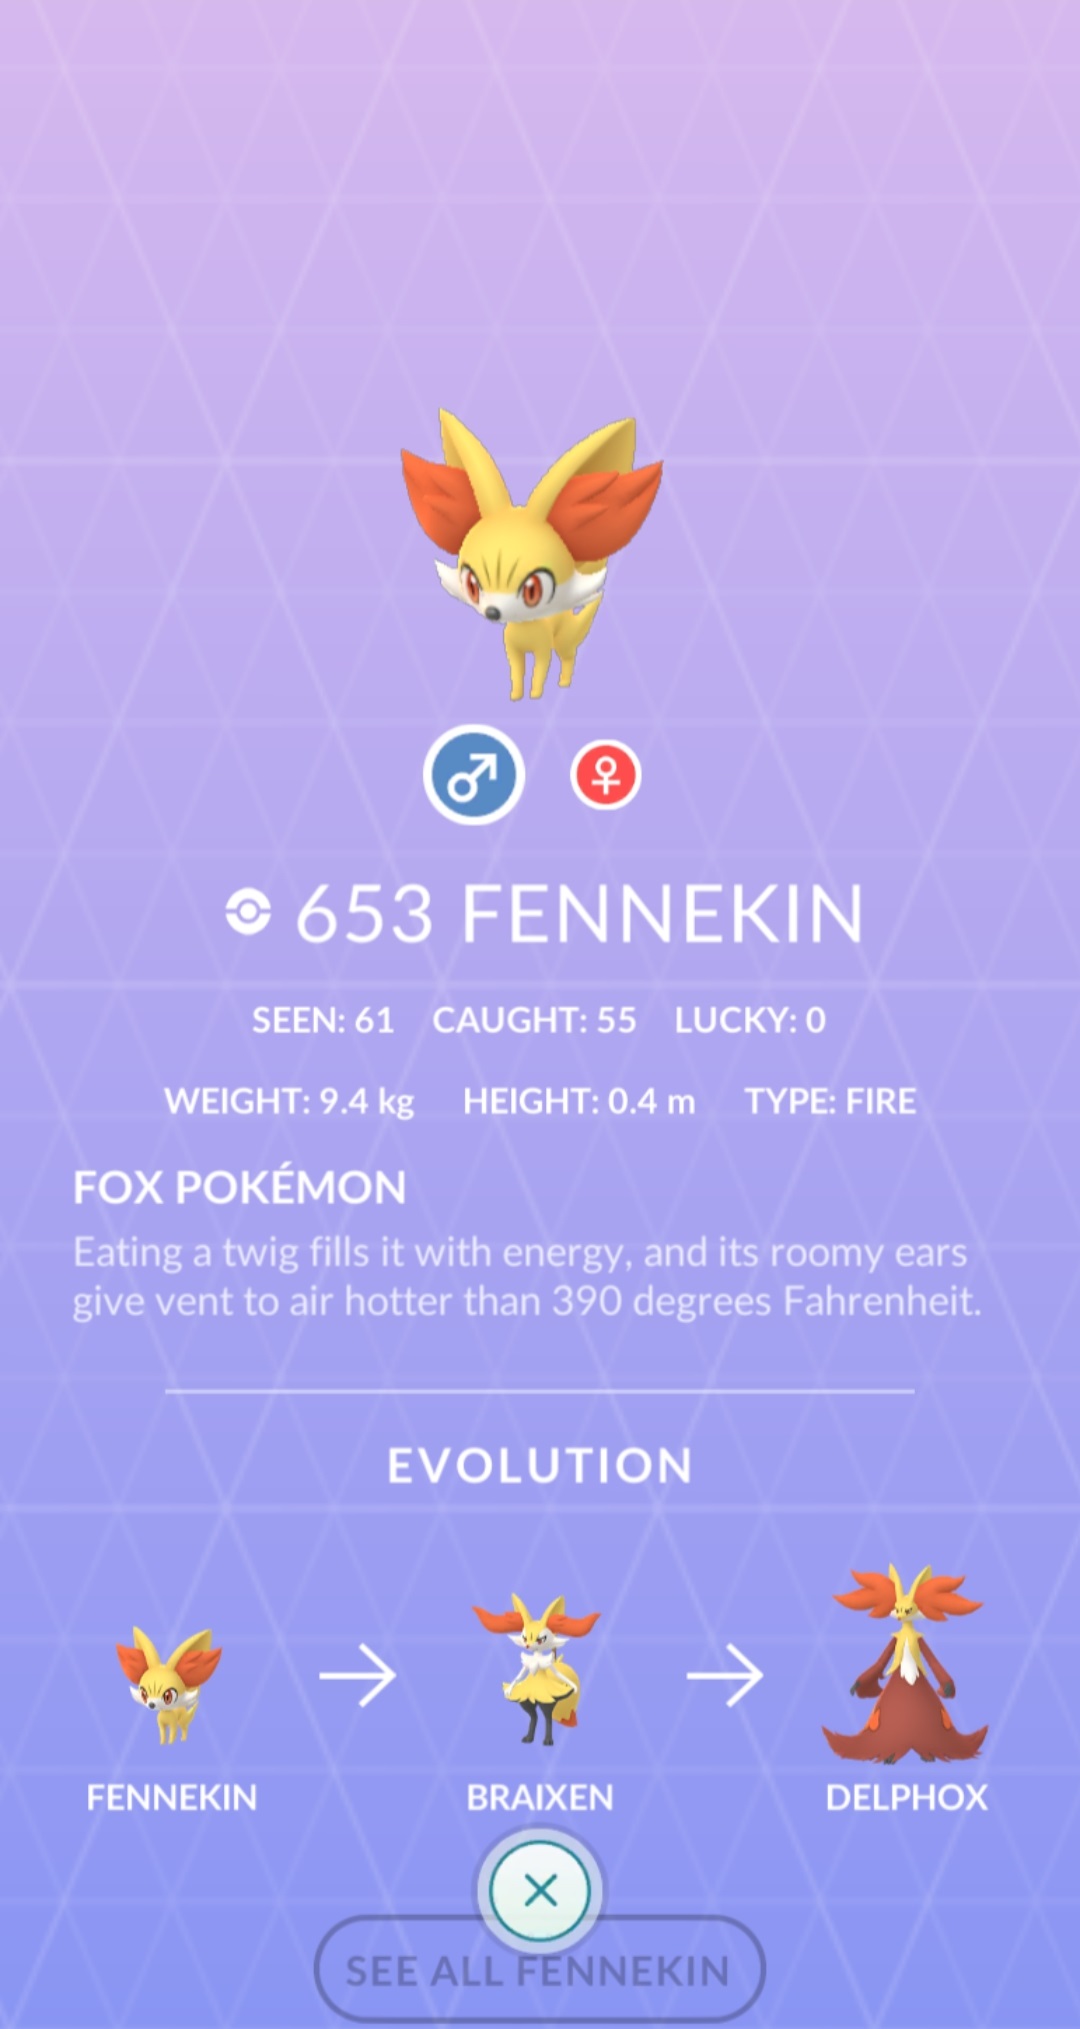 653 FENNEKIN
SEEN: 61 CAUGHT: 55 LUCKY: 0
WEIGHT: 9.4 kg HEIGHT: 0.4 m TYPE: FIRE
FOX POKÉMON
Eating a twig fills it with energy, and its roomy ears
give vent to air hotter than 390 degrees Fahrenheit.
EVOLUTION
FENNEKIN BRAIXEN DELPHOX
SEE ALL FENNEKIN